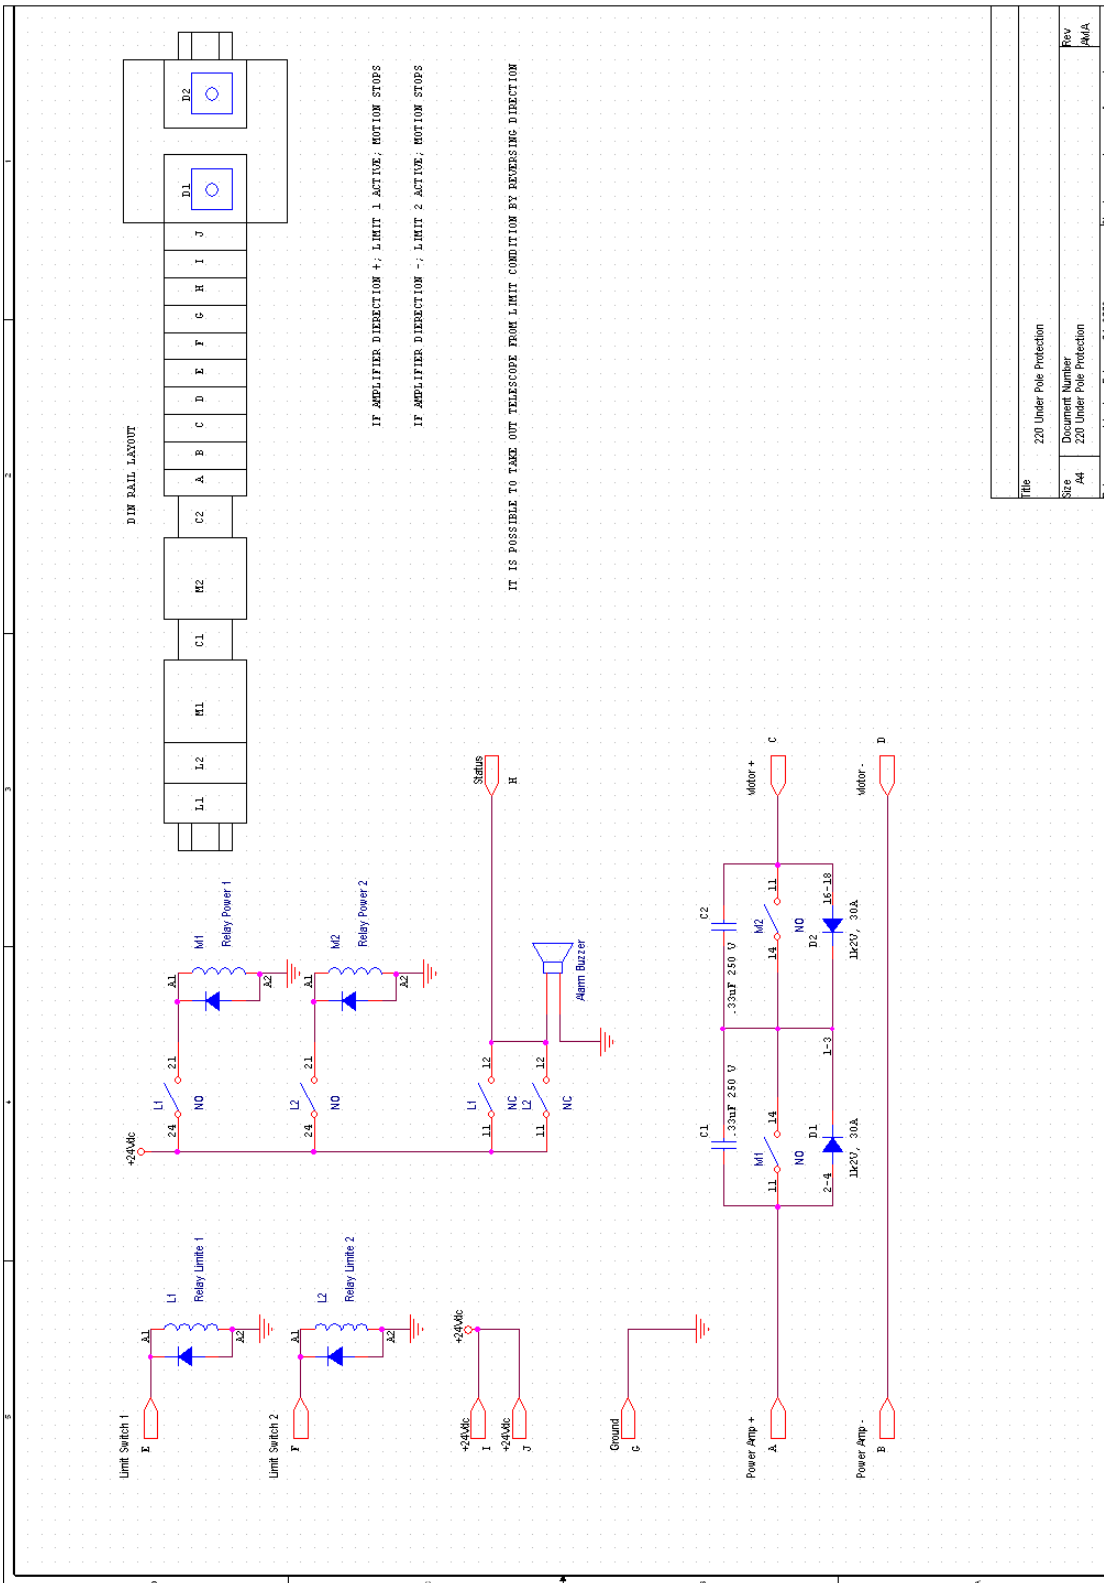 DIN RAIL LAYOUT
L1
L2
M1
C1
M2
C2
A
B
C
D
E
F
G
H
I
J
D1
D2
IF AMPLIFIER DIERECTION +; LIMIT 1 ACTIVE; MOTION STOPS
IF AMPLIFIER DIERECTION -; LIMIT 2 ACTIVE; MOTION STOPS
IT IS POSSIBLE TO TAKE OUT TELESCOPE FROM LIMIT CONDITION BY REVERSING DIRECTION
Limit Switch 1
E
A1
A2
L1
Relay Limite 1
Limit Switch 2
F
A1
A2
L2
Relay Limite 2
+24Vdc
I
+24Vdc
J
+24Vdc
Ground
G
+24Vdc
L1
24
21
NO
A1
A2
M1
Relay Power 1
L2
24
21
NO
A1
A2
M2
Relay Power 2
L1
11
12
NC
L2
11
12
NC
Status
H
Alarm Buzzer
Power Amp +
A
Power Amp -
B
C1
.33uF 250 V
M1
11
14
NO
D1
2-4
1-3
1k2V, 30A
C2
.33uF 250 V
M2
14
11
NO
D2
16-18
1k2V, 30A
Motor +
C
Motor -
D
Title
220 Under Pole Protection
Size
A4
Document Number
220 Under Pole Protection
Rev
1
2
3
4
5